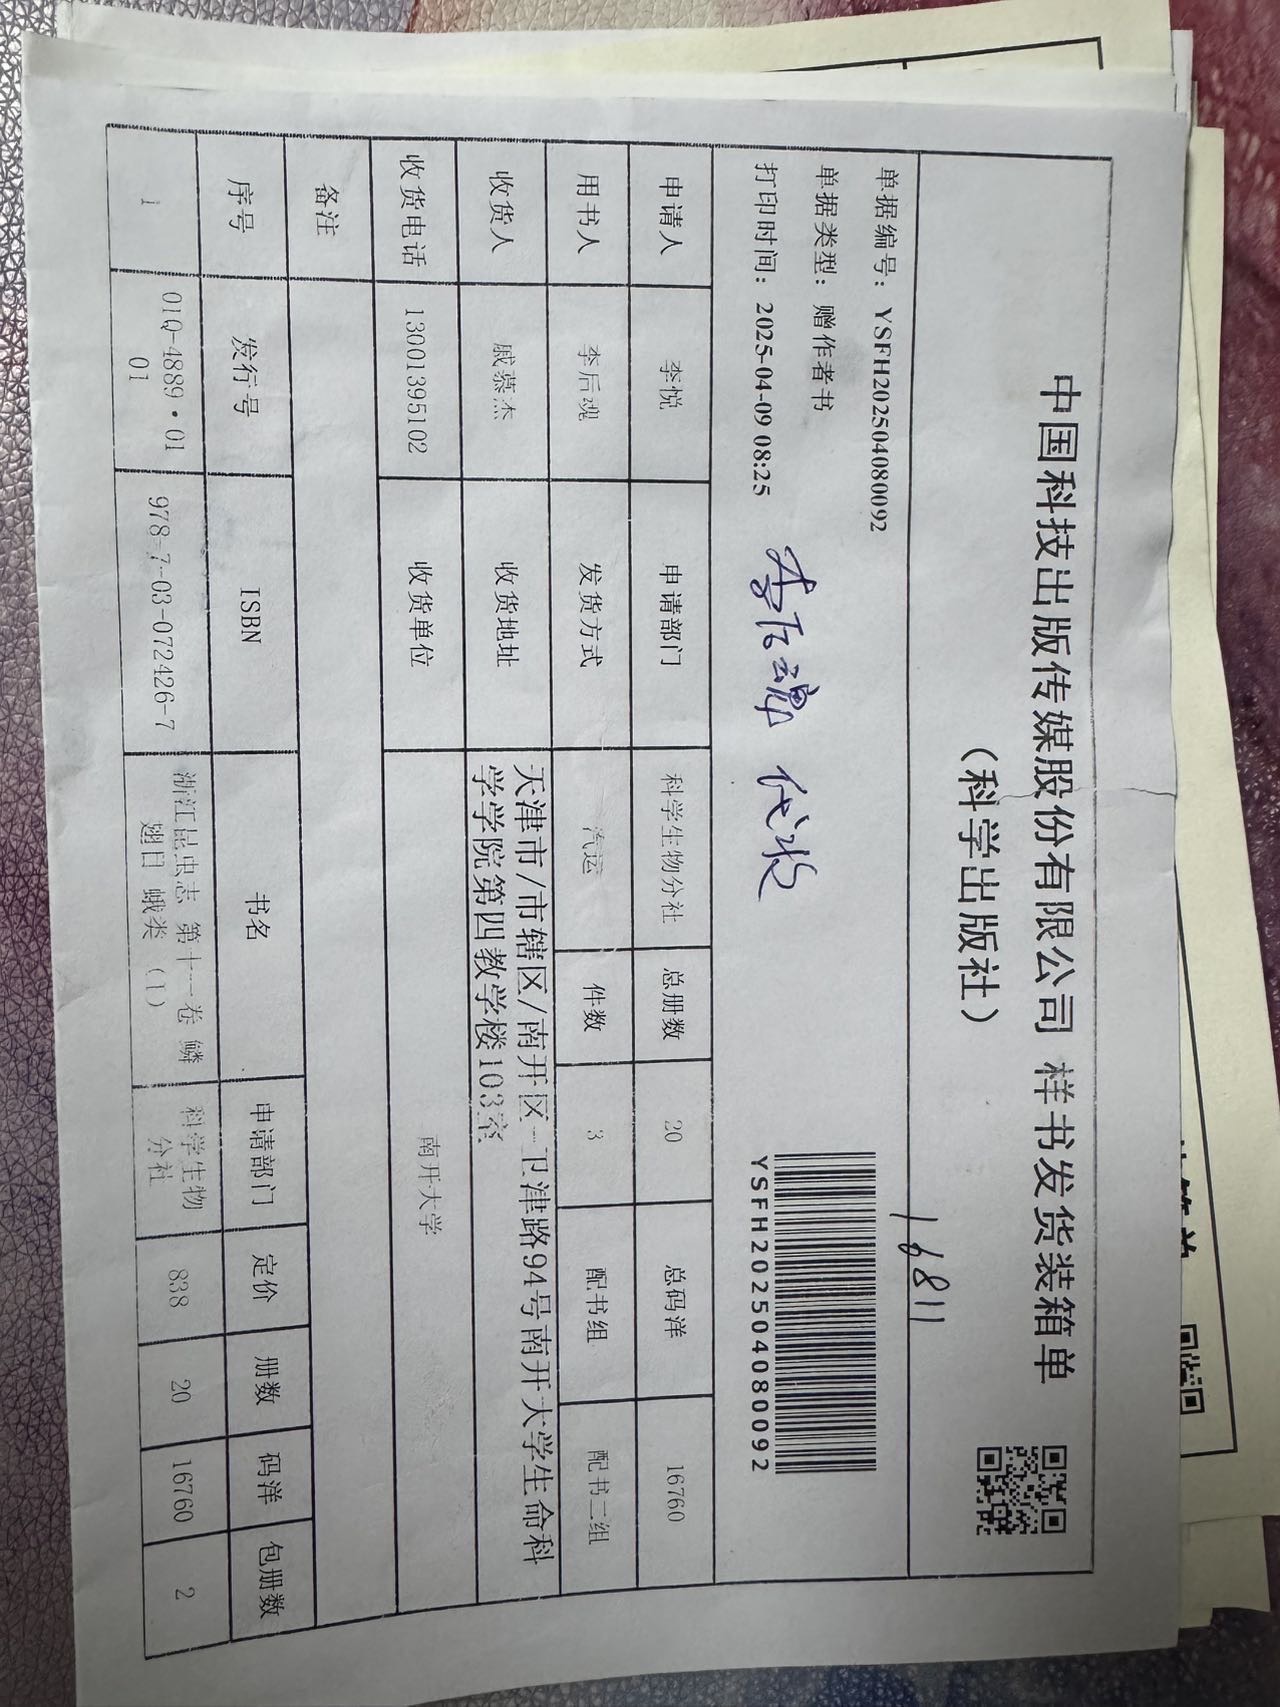 中国科技出版传媒股份有限公司 样书发货装箱单
（科学出版社）
16811
单据编号：YSFH202504080092
单据类型：赠作者书
打印时间：2025-04-09 08:25
李后魂 代收
YSFH202504080092
申请人 李悦 申请部门 科学生物分社 总册数 20 总码洋 16760
用书人 李后魂 发货方式 汽运 件数 3 配书组 配书二组
收货人 戚慕杰 收货地址 天津市/市辖区/南开区 卫津路94号南开大学生命科
学学院第四教学楼103室
收货电话 13001395102 收货单位 南开大学
备注
序号 发行号 ISBN 书名 申请部门 定价 册数 码洋 包册数
1 01Q-4889·01 978-7-03-072426-7 浙江昆虫志 第十一卷 鳞 科学生物 838 20 16760 2
01 翅目 蛾类（1） 分社